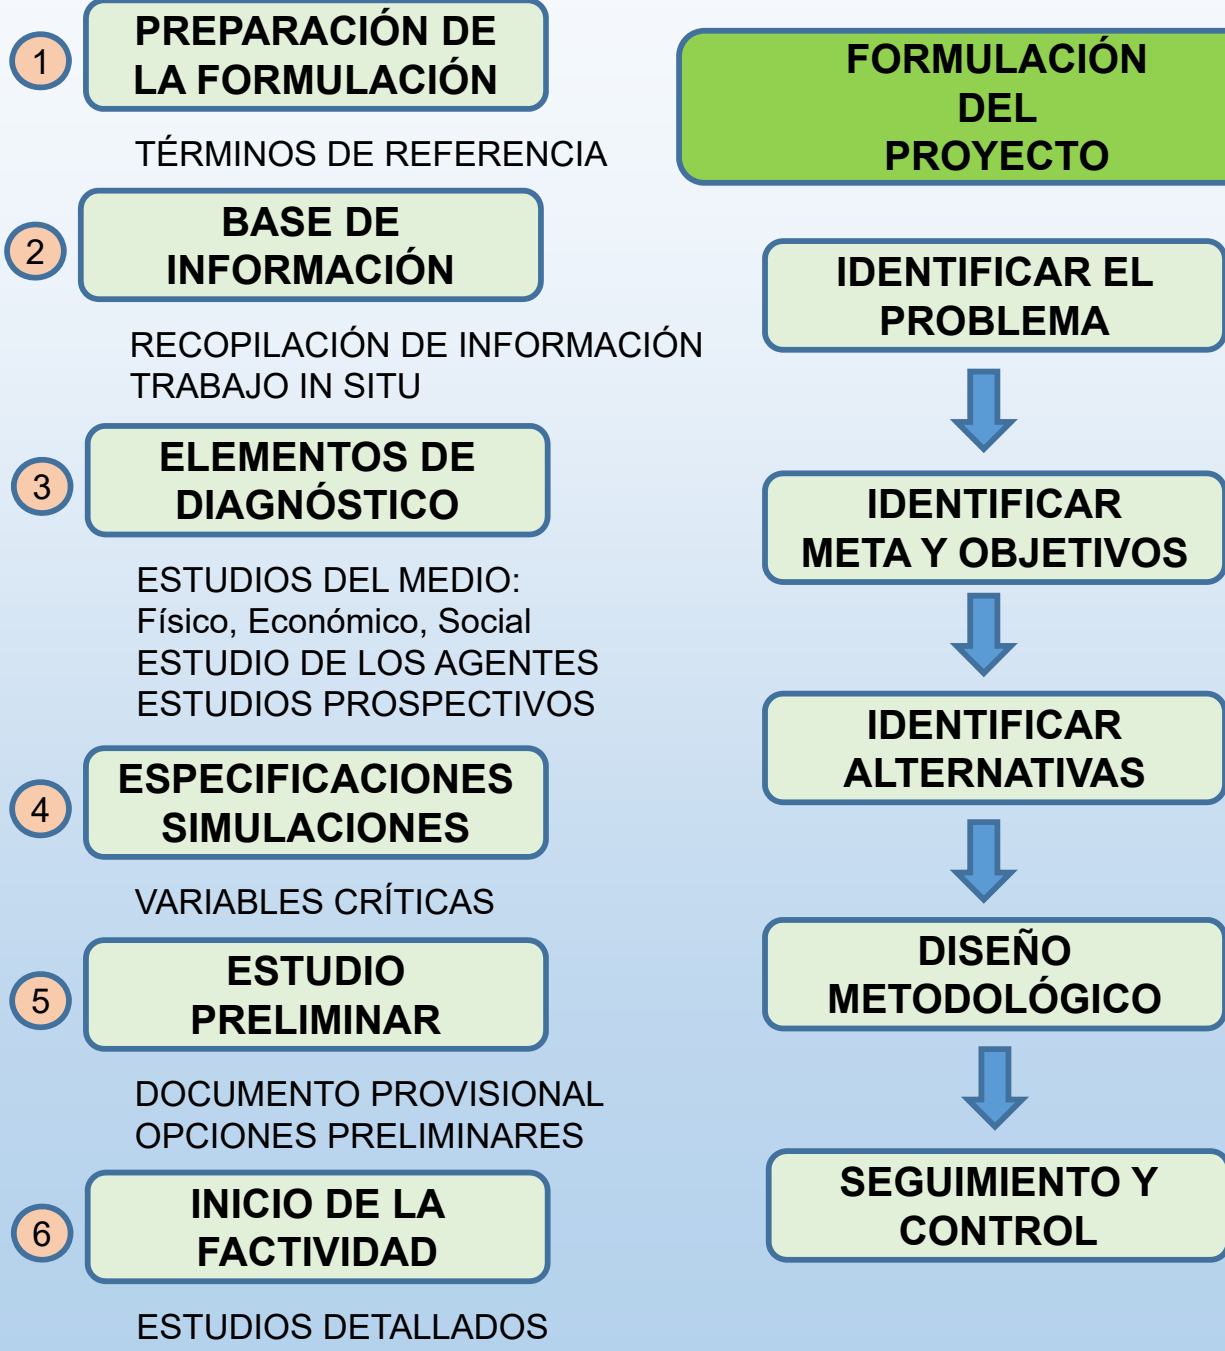 1
PREPARACIÓN DE
LA FORMULACIÓN
TÉRMINOS DE REFERENCIA
2
BASE DE
INFORMACIÓN
RECOPILACIÓN DE INFORMACIÓN
TRABAJO IN SITU
3
ELEMENTOS DE
DIAGNÓSTICO
ESTUDIOS DEL MEDIO:
Físico, Económico, Social
ESTUDIO DE LOS AGENTES
ESTUDIOS PROSPECTIVOS
4
ESPECIFICACIONES
SIMULACIONES
VARIABLES CRÍTICAS
5
ESTUDIO
PRELIMINAR
DOCUMENTO PROVISIONAL
OPCIONES PRELIMINARES
6
INICIO DE LA
FACTIVIDAD
ESTUDIOS DETALLADOS
FORMULACIÓN
DEL
PROYECTO
IDENTIFICAR EL
PROBLEMA
IDENTIFICAR
META Y OBJETIVOS
IDENTIFICAR
ALTERNATIVAS
DISEÑO
METODOLÓGICO
SEGUIMIENTO Y
CONTROL